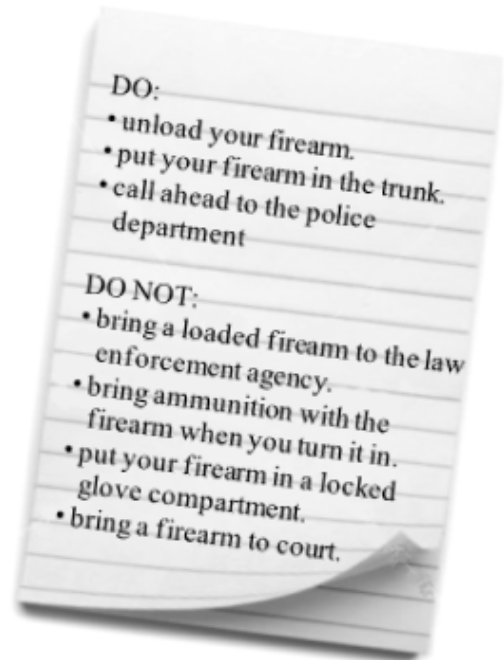 DO:
• unload your firearm.
• put your firearm in the trunk.
• call ahead to the police
department
DO NOT:
• bring a loaded firearm to the law
enforcement agency.
• bring ammunition with the
firearm when you turn it in.
• put your firearm in a locked
glove compartment.
• bring a firearm to court.